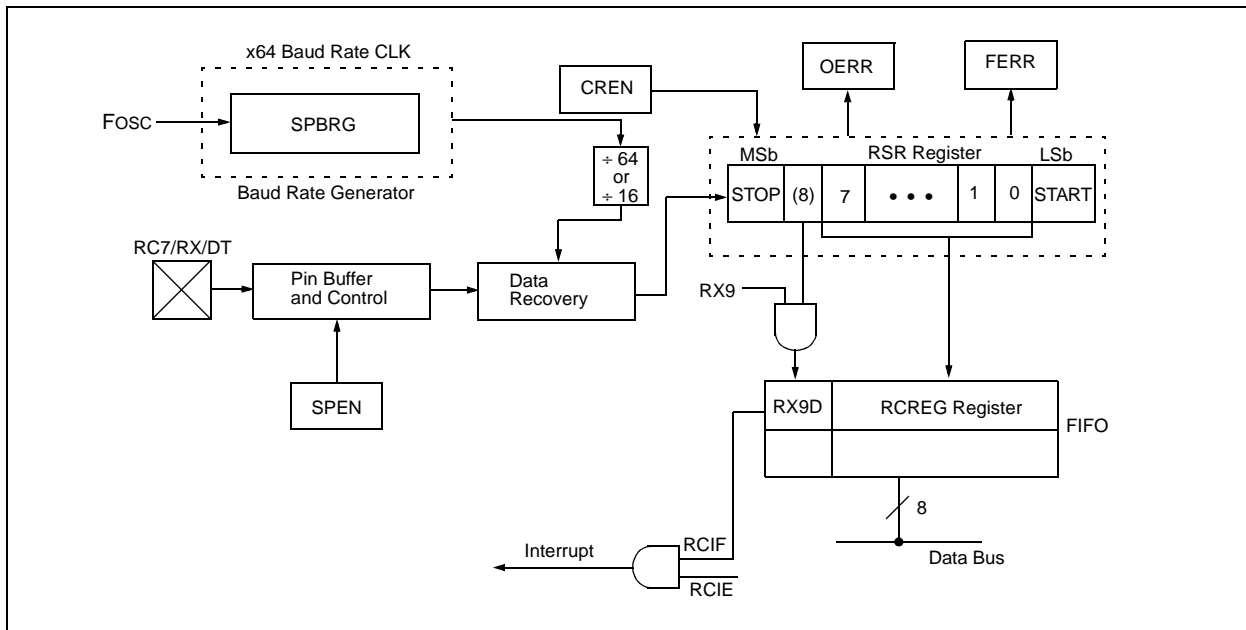 x64 Baud Rate CLK
FOSC
SPBRG
Baud Rate Generator
CREN
OERR
FERR
÷ 64
or
÷ 16
MSb
RSR Register
LSb
STOP
(8)
7
• • •
1
0
START
RC7/RX/DT
Pin Buffer
and Control
Data
Recovery
SPEN
RX9
RX9D
RCREG Register
FIFO
8
Data Bus
Interrupt
RCIF
RCIE